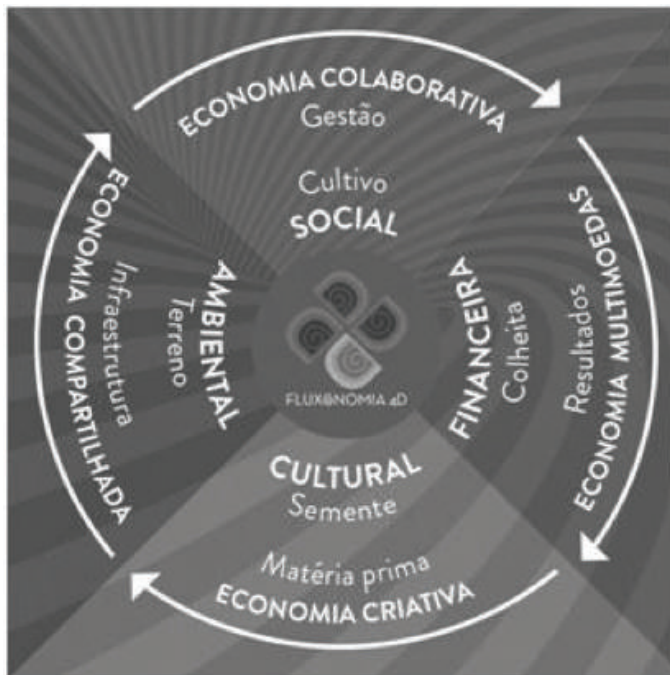 ECONOMIA COLABORATIVA
Gestão
Cultivo
SOCIAL
ECONOMIA COMPARTILHADA
Infraestrutura
Terreno
AMBIENTAL
FLUXONOMIA 4D
FINANCEIRA
Colheita
Resultados
ECONOMIA MULTIMOEDAS
CULTURAL
Semente
Matéria prima
ECONOMIA CRIATIVA